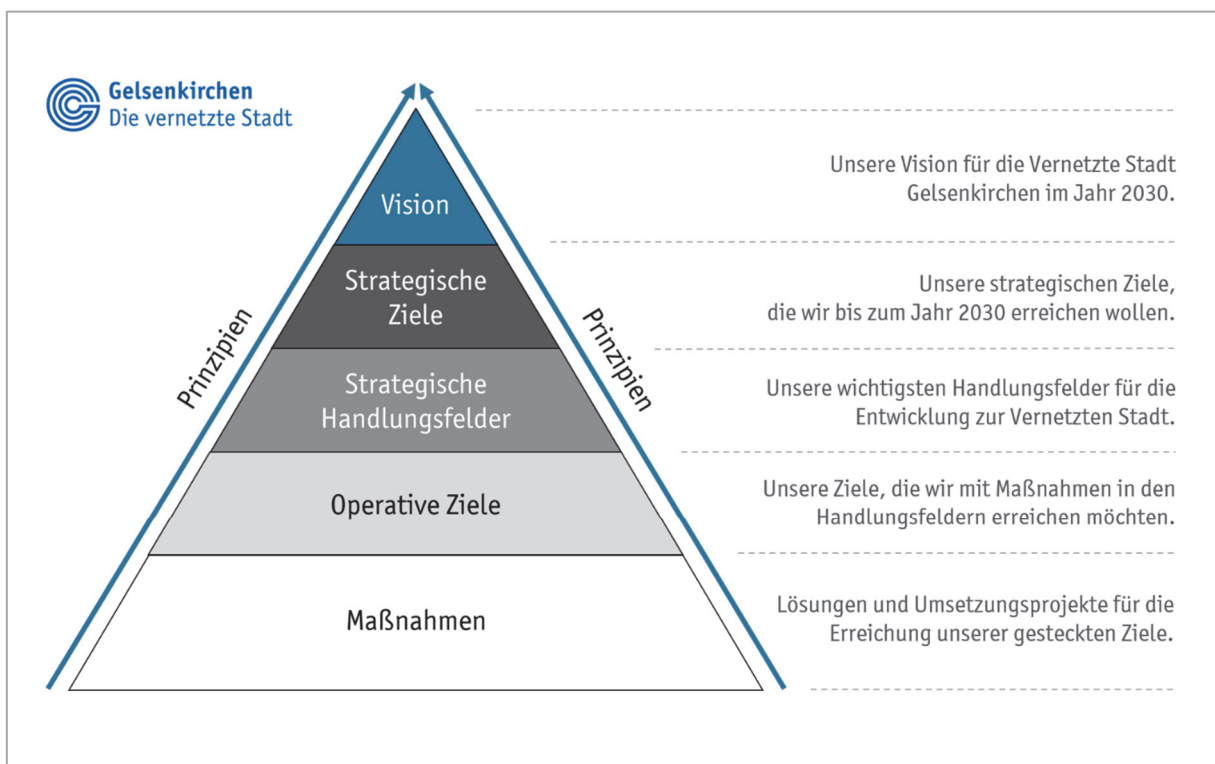 Gelsenkirchen
Die vernetzte Stadt
Vision
Unsere Vision für die Vernetzte Stadt
Gelsenkirchen im Jahr 2030.
Strategische
Ziele
Unsere strategischen Ziele,
die wir bis zum Jahr 2030 erreichen wollen.
Prinzipien
Prinzipien
Strategische
Handlungsfelder
Unsere wichtigsten Handlungsfelder für die
Entwicklung zur Vernetzten Stadt.
Operative Ziele
Unsere Ziele, die wir mit Maßnahmen in den
Handlungsfeldern erreichen möchten.
Maßnahmen
Lösungen und Umsetzungsprojekte für die
Erreichung unserer gesteckten Ziele.